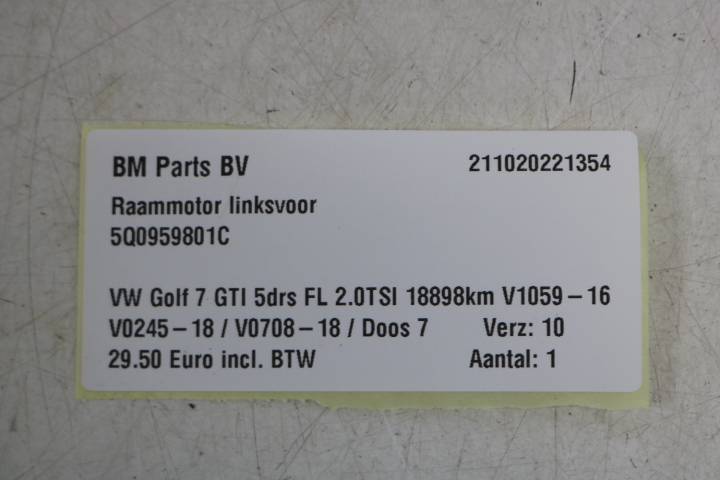 BM Parts BV 211020221354
Raammotor linksvoor
5Q0959801C
VW Golf 7 GTI 5drs FL 2.0TSI 18898km V1059-16
V0245-18 / V0708-18 / Doos 7 Verz: 10
29.50 Euro incl. BTW Aantal: 1